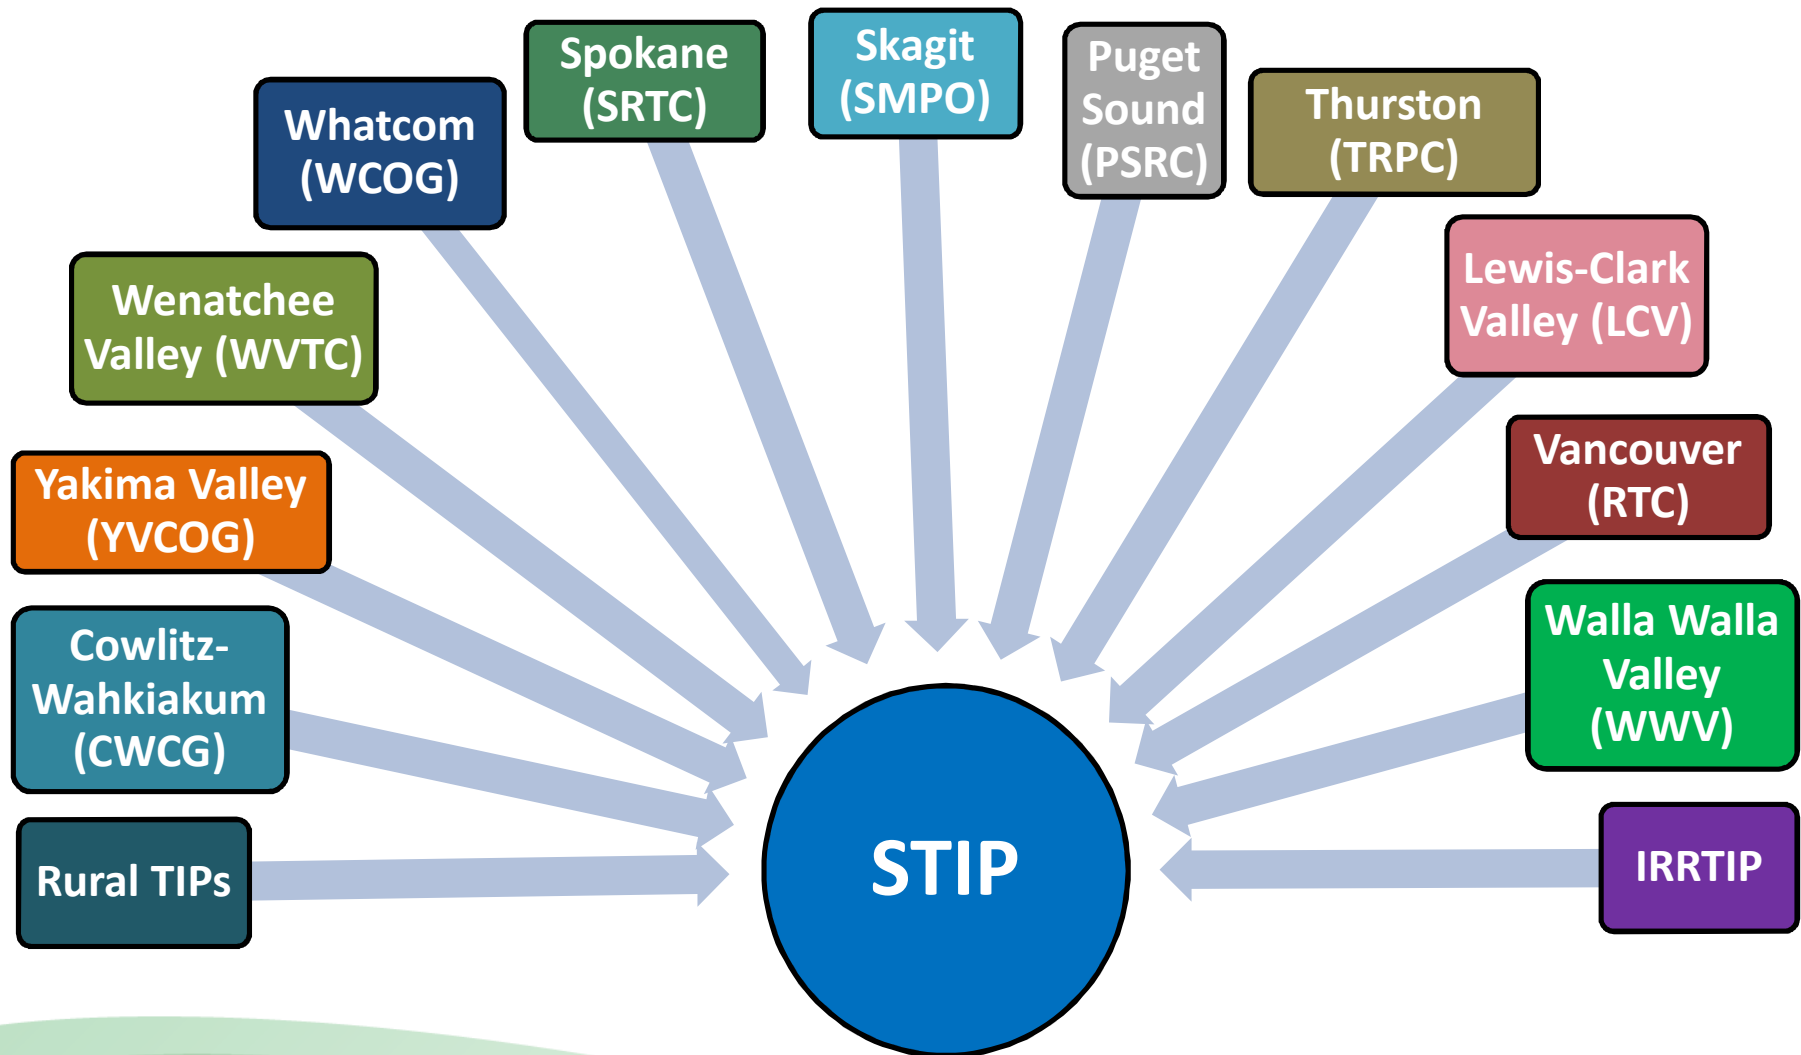 Spokane
(SRTC)
Skagit
(SMPO)
Puget
Sound
(PSRC)
Thurston
(TRPC)
Whatcom
(WCOG)
Lewis-Clark
Valley (LCV)
Wenatchee
Valley (WVTC)
Vancouver
(RTC)
Yakima Valley
(YVCOG)
Walla Walla
Valley
(WWV)
Cowlitz-
Wahkiakum
(CWCG)
Rural TIPs
STIP
IRRTIP